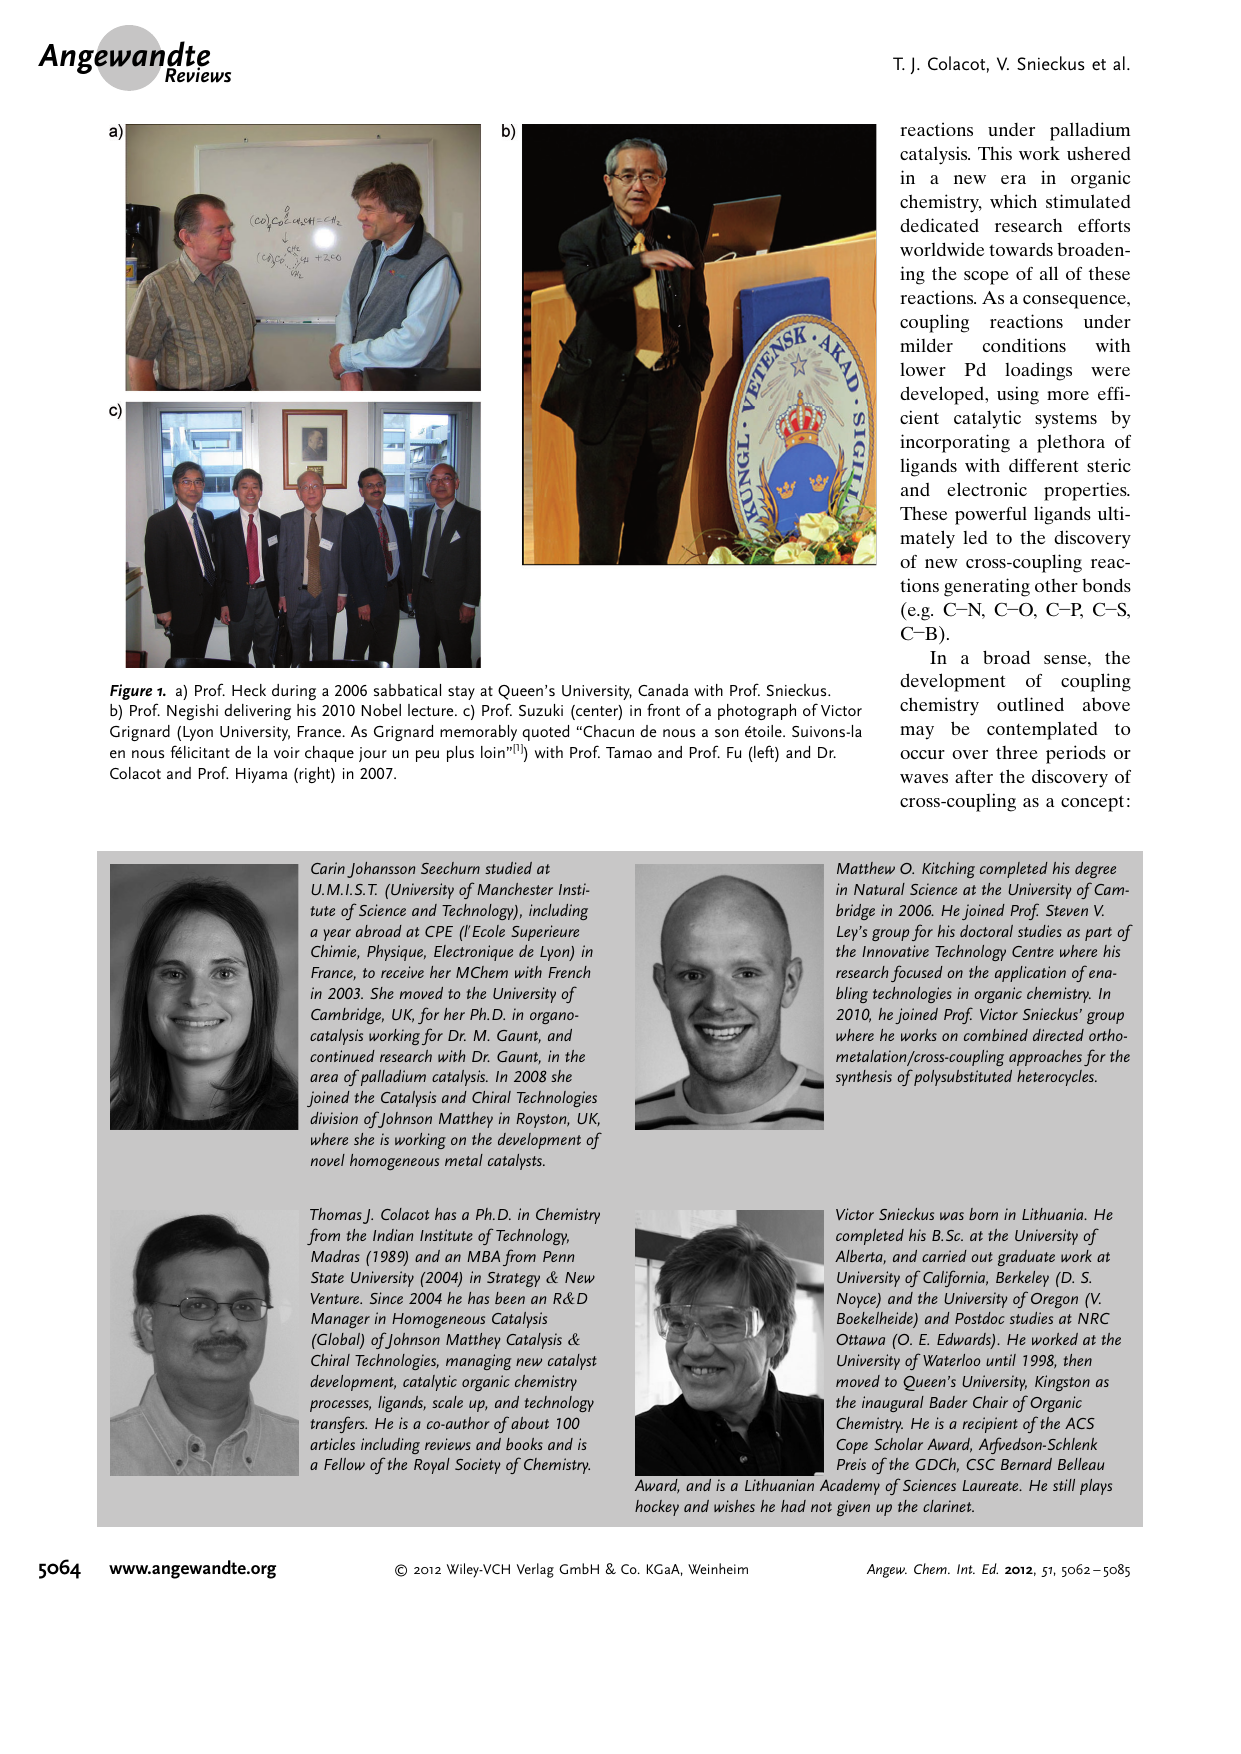 Angewandte
Reviews
T. J. Colacot, V. Snieckus et al.
a)
b)
KUNGL · VETENSK · AKAD · SIGILL
c)
Figure 1. a) Prof. Heck during a 2006 sabbatical stay at Queen's University, Canada with Prof. Snieckus.
b) Prof. Negishi delivering his 2010 Nobel lecture. c) Prof. Suzuki (center) in front of a photograph of Victor
Grignard (Lyon University, France. As Grignard memorably quoted “Chacun de nous a son étoile. Suivons-la
en nous félicitant de la voir chaque jour un peu plus loin”[1]) with Prof. Tamao and Prof. Fu (left) and Dr.
Colacot and Prof. Hiyama (right) in 2007.
reactions under palladium
catalysis. This work ushered
in a new era in organic
chemistry, which stimulated
dedicated research efforts
worldwide towards broaden-
ing the scope of all of these
reactions. As a consequence,
coupling reactions under
milder conditions with
lower Pd loadings were
developed, using more effi-
cient catalytic systems by
incorporating a plethora of
ligands with different steric
and electronic properties.
These powerful ligands ulti-
mately led to the discovery
of new cross-coupling reac-
tions generating other bonds
(e.g. C−N, C−O, C−P, C−S,
C−B).
In a broad sense, the
development of coupling
chemistry outlined above
may be contemplated to
occur over three periods or
waves after the discovery of
cross-coupling as a concept:
Carin Johansson Seechurn studied at
U.M.I.S.T. (University of Manchester Insti-
tute of Science and Technology), including
a year abroad at CPE (l'Ecole Superieure
Chimie, Physique, Electronique de Lyon) in
France, to receive her MChem with French
in 2003. She moved to the University of
Cambridge, UK, for her Ph.D. in organo-
catalysis working for Dr. M. Gaunt, and
continued research with Dr. Gaunt, in the
area of palladium catalysis. In 2008 she
joined the Catalysis and Chiral Technologies
division of Johnson Matthey in Royston, UK,
where she is working on the development of
novel homogeneous metal catalysts.
Matthew O. Kitching completed his degree
in Natural Science at the University of Cam-
bridge in 2006. He joined Prof. Steven V.
Ley's group for his doctoral studies as part of
the Innovative Technology Centre where his
research focused on the application of ena-
bling technologies in organic chemistry. In
2010, he joined Prof. Victor Snieckus' group
where he works on combined directed ortho-
metalation/cross-coupling approaches for the
synthesis of polysubstituted heterocycles.
Thomas J. Colacot has a Ph.D. in Chemistry
from the Indian Institute of Technology,
Madras (1989) and an MBA from Penn
State University (2004) in Strategy & New
Venture. Since 2004 he has been an R&D
Manager in Homogeneous Catalysis
(Global) of Johnson Matthey Catalysis &
Chiral Technologies, managing new catalyst
development, catalytic organic chemistry
processes, ligands, scale up, and technology
transfers. He is a co-author of about 100
articles including reviews and books and is
a Fellow of the Royal Society of Chemistry.
Victor Snieckus was born in Lithuania. He
completed his B.Sc. at the University of
Alberta, and carried out graduate work at
University of California, Berkeley (D. S.
Noyce) and the University of Oregon (V.
Boekelheide) and Postdoc studies at NRC
Ottawa (O. E. Edwards). He worked at the
University of Waterloo until 1998, then
moved to Queen's University, Kingston as
the inaugural Bader Chair of Organic
Chemistry. He is a recipient of the ACS
Cope Scholar Award, Arfvedson-Schlenk
Preis of the GDCh, CSC Bernard Belleau
Award, and is a Lithuanian Academy of Sciences Laureate. He still plays
hockey and wishes he had not given up the clarinet.
5064 www.angewandte.org
© 2012 Wiley-VCH Verlag GmbH & Co. KGaA, Weinheim
Angew. Chem. Int. Ed. 2012, 51, 5062 – 5085